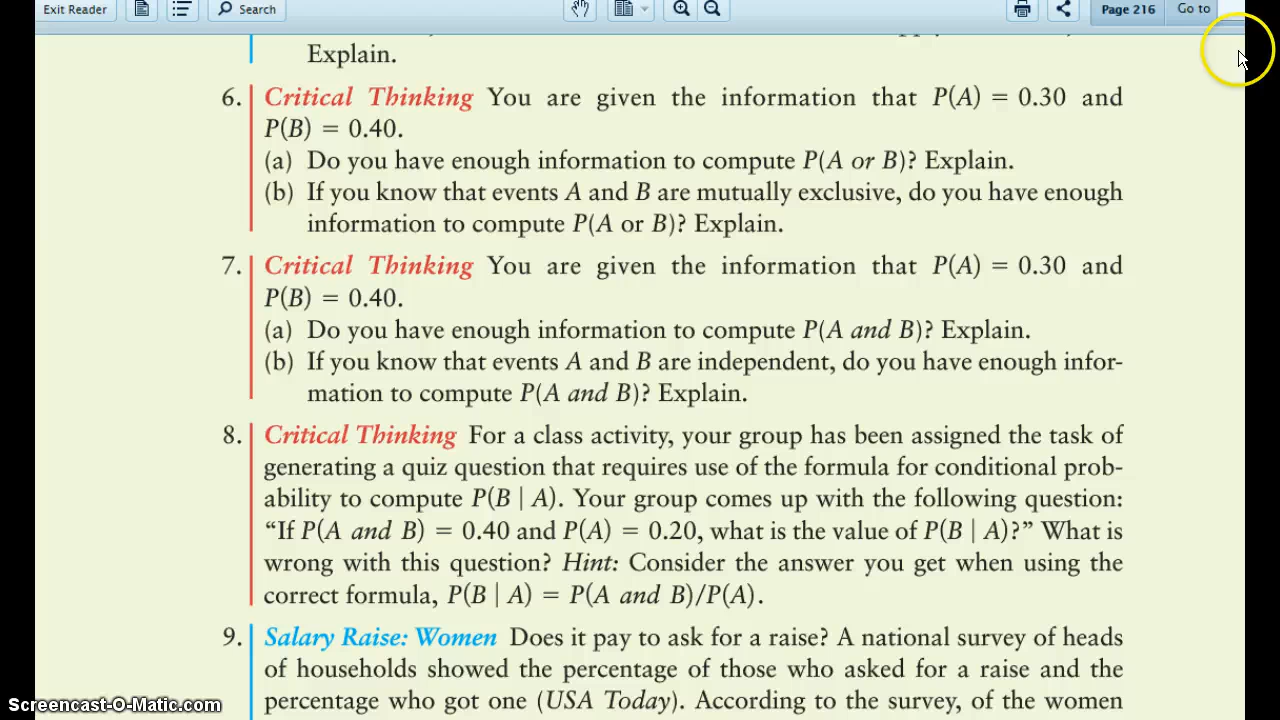 Exit Reader Search Page 216 Go to
Explain.
6. Critical Thinking You are given the information that P(A) = 0.30 and
P(B) = 0.40.
(a) Do you have enough information to compute P(A or B)? Explain.
(b) If you know that events A and B are mutually exclusive, do you have enough
information to compute P(A or B)? Explain.
7. Critical Thinking You are given the information that P(A) = 0.30 and
P(B) = 0.40.
(a) Do you have enough information to compute P(A and B)? Explain.
(b) If you know that events A and B are independent, do you have enough infor-
mation to compute P(A and B)? Explain.
8. Critical Thinking For a class activity, your group has been assigned the task of
generating a quiz question that requires use of the formula for conditional prob-
ability to compute P(B | A). Your group comes up with the following question:
“If P(A and B) = 0.40 and P(A) = 0.20, what is the value of P(B | A)?” What is
wrong with this question? Hint: Consider the answer you get when using the
correct formula, P(B | A) = P(A and B)/P(A).
9. Salary Raise: Women Does it pay to ask for a raise? A national survey of heads
of households showed the percentage of those who asked for a raise and the
percentage who got one (USA Today). According to the survey, of the women
Screencast-O-Matic.com